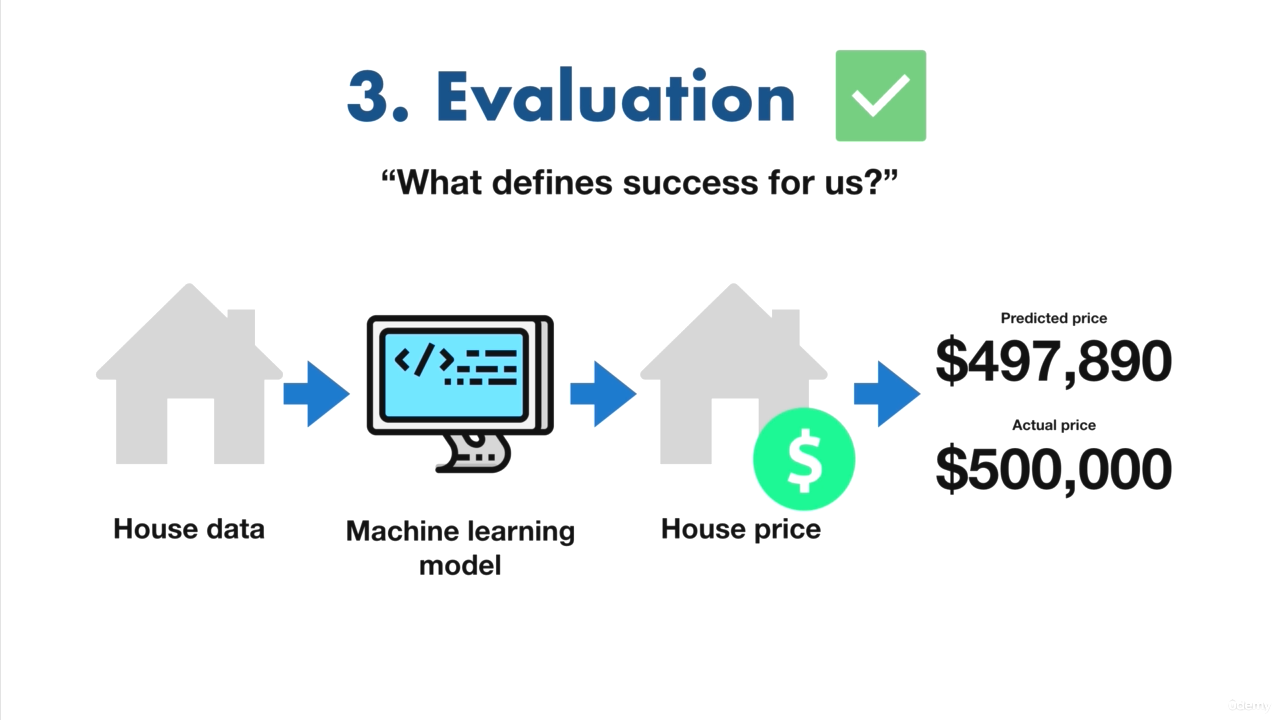 3. Evaluation
“What defines success for us?”
Predicted price
$497,890
Actual price
$500,000
House data
Machine learning
model
House price